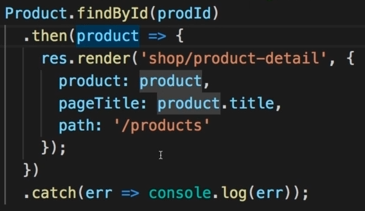 Product.findById(prodId)
  .then(product => {
    res.render('shop/product-detail', {
      product: product,
      pageTitle: product.title,
      path: '/products'
    });
  })
  .catch(err => console.log(err));